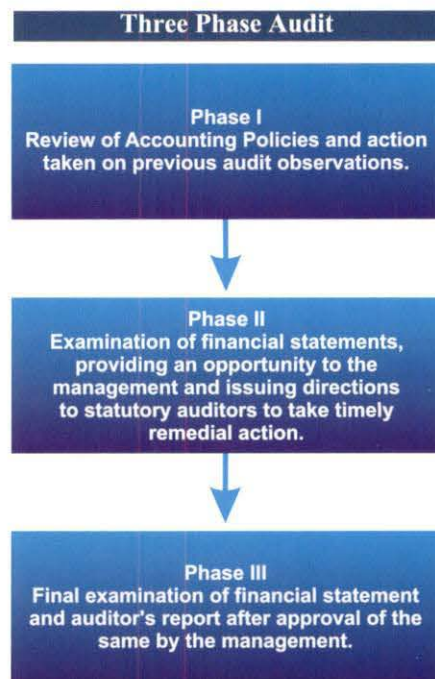 Three Phase Audit
Phase I
Review of Accounting Policies and action
taken on previous audit observations.
Phase II
Examination of financial statements,
providing an opportunity to the
management and issuing directions
to statutory auditors to take timely
remedial action.
Phase III
Final examination of financial statement
and auditor's report after approval of the
same by the management.